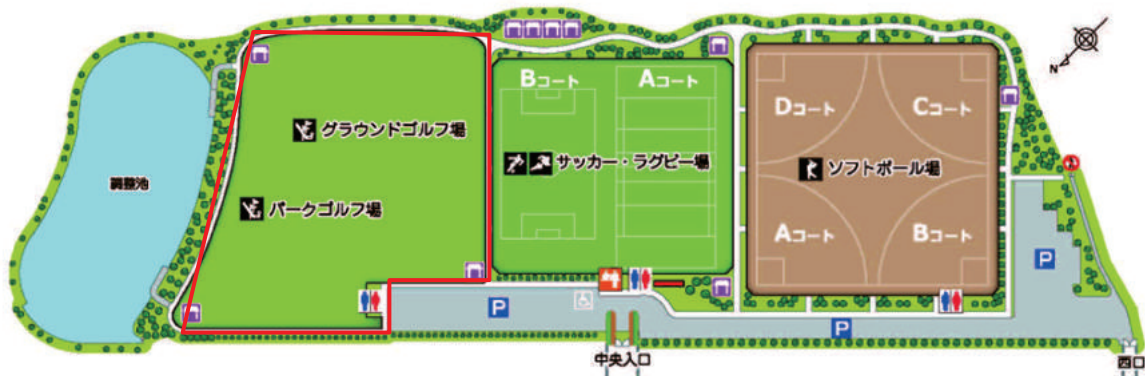 N
Bコート
Aコート
グラウンドゴルフ場
サッカー・ラグビー場
Dコート
Cコート
ソフトボール場
調整池
パークゴルフ場
Aコート
Bコート
P
P
P
中央入口
西口